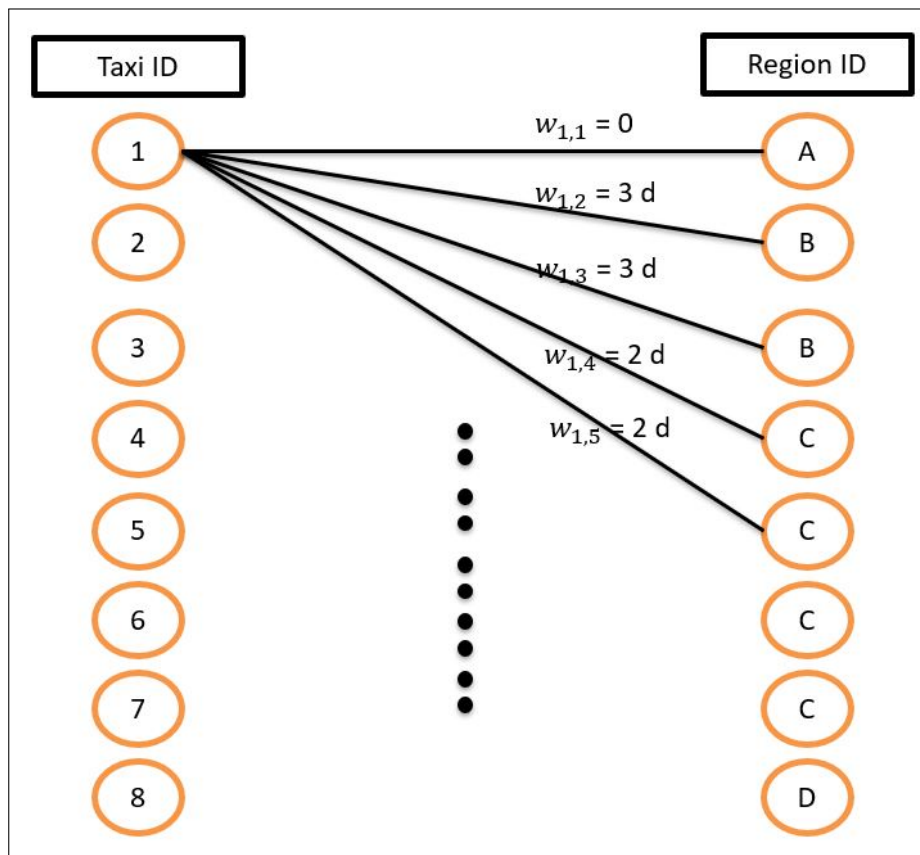 Taxi ID
Region ID
1
w1,1 = 0
A
2
w1,2 = 3 d
B
3
w1,3 = 3 d
B
4
w1,4 = 2 d
C
5
w1,5 = 2 d
C
6
C
7
C
8
D